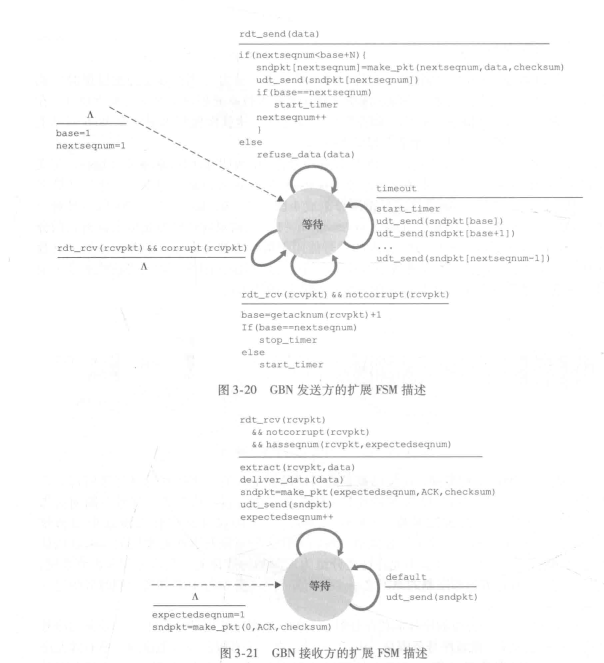 rdt_send(data)
if(nextseqnum<base+N){
sndpkt[nextseqnum]=make_pkt(nextseqnum,data,checksum)
udt_send(sndpkt[nextseqnum])
if(base==nextseqnum)
start_timer
nextseqnum++
}
else
refuse_data(data)
Λ
base=1
nextseqnum=1
等待
timeout
start_timer
udt_send(sndpkt[base])
udt_send(sndpkt[base+1])
...
udt_send(sndpkt[nextseqnum-1])
rdt_rcv(rcvpkt) && corrupt(rcvpkt)
Λ
rdt_rcv(rcvpkt) && notcorrupt(rcvpkt)
base=getacknum(rcvpkt)+1
If(base==nextseqnum)
stop_timer
else
start_timer
图 3-20 GBN 发送方的扩展 FSM 描述
rdt_rcv(rcvpkt)
&& notcorrupt(rcvpkt)
&& hasseqnum(rcvpkt,expectedseqnum)
extract(rcvpkt,data)
deliver_data(data)
sndpkt=make_pkt(expectedseqnum,ACK,checksum)
udt_send(sndpkt)
expectedseqnum++
等待
default
udt_send(sndpkt)
Λ
expectedseqnum=1
sndpkt=make_pkt(0,ACK,checksum)
图 3-21 GBN 接收方的扩展 FSM 描述